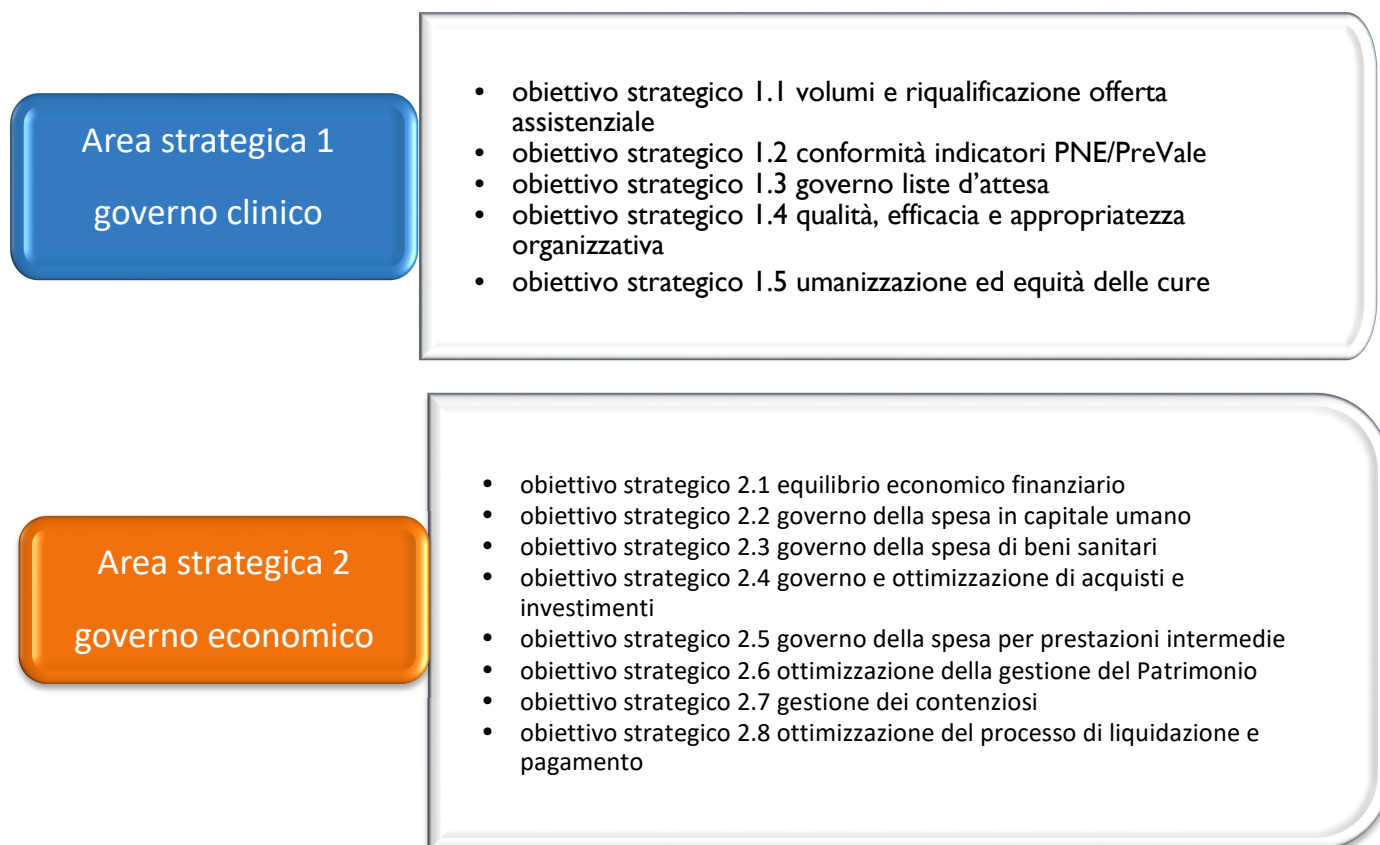 Area strategica 1
governo clinico
• obiettivo strategico 1.1 volumi e riqualificazione offerta
assistenziale
• obiettivo strategico 1.2 conformità indicatori PNE/PreVale
• obiettivo strategico 1.3 governo liste d’attesa
• obiettivo strategico 1.4 qualità, efficacia e appropriatezza
organizzativa
• obiettivo strategico 1.5 umanizzazione ed equità delle cure
Area strategica 2
governo economico
• obiettivo strategico 2.1 equilibrio economico finanziario
• obiettivo strategico 2.2 governo della spesa in capitale umano
• obiettivo strategico 2.3 governo della spesa di beni sanitari
• obiettivo strategico 2.4 governo e ottimizzazione di acquisti e
investimenti
• obiettivo strategico 2.5 governo della spesa per prestazioni intermedie
• obiettivo strategico 2.6 ottimizzazione della gestione del Patrimonio
• obiettivo strategico 2.7 gestione dei contenziosi
• obiettivo strategico 2.8 ottimizzazione del processo di liquidazione e
pagamento